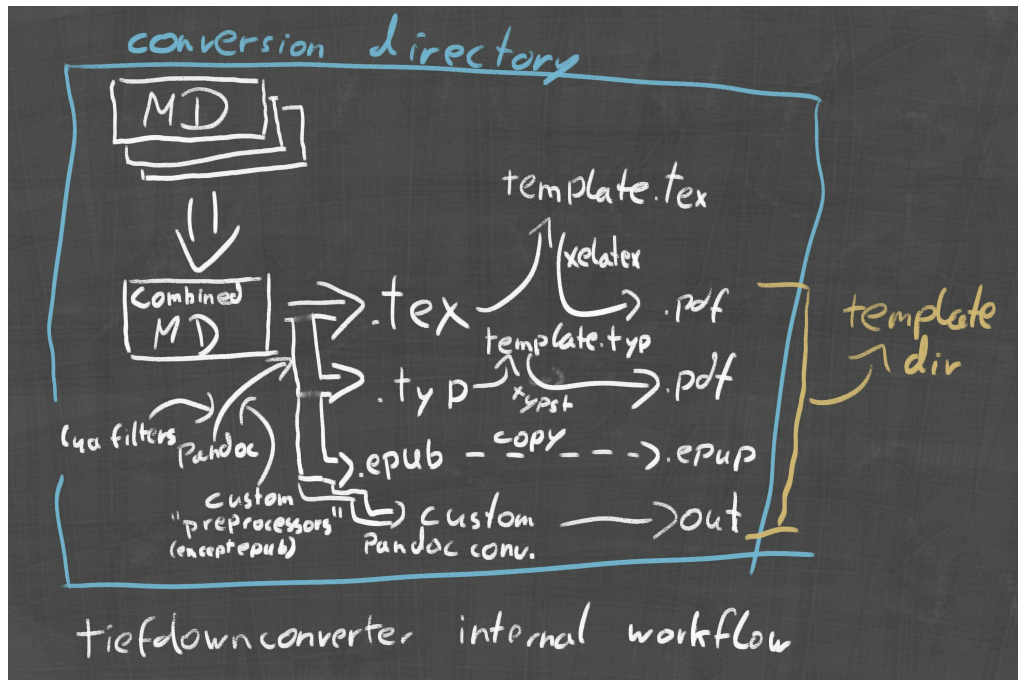 conversion directory
MD
template.tex
xelatex
combined
MD
.tex
.pdf
template
dir
template.typ
.typ
typst
.pdf
lua filters
Pandoc
.epub
copy
.epup
custom
"preprocessors"
(except epub)
custom
Pandoc conv.
out
tiefdownconverter internal workflow